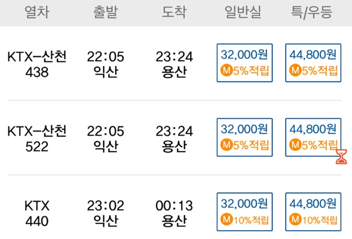 열차 출발 도착 일반실 특/우등
KTX-산천 22:05 23:24 32,000원 44,800원
438 익산 용산 M5%적립 M5%적립
KTX-산천 22:05 23:24 32,000원 44,800원
522 익산 용산 M5%적립 M5%적립
KTX 23:02 00:13 32,000원 44,800원
440 익산 용산 M10%적립 M10%적립